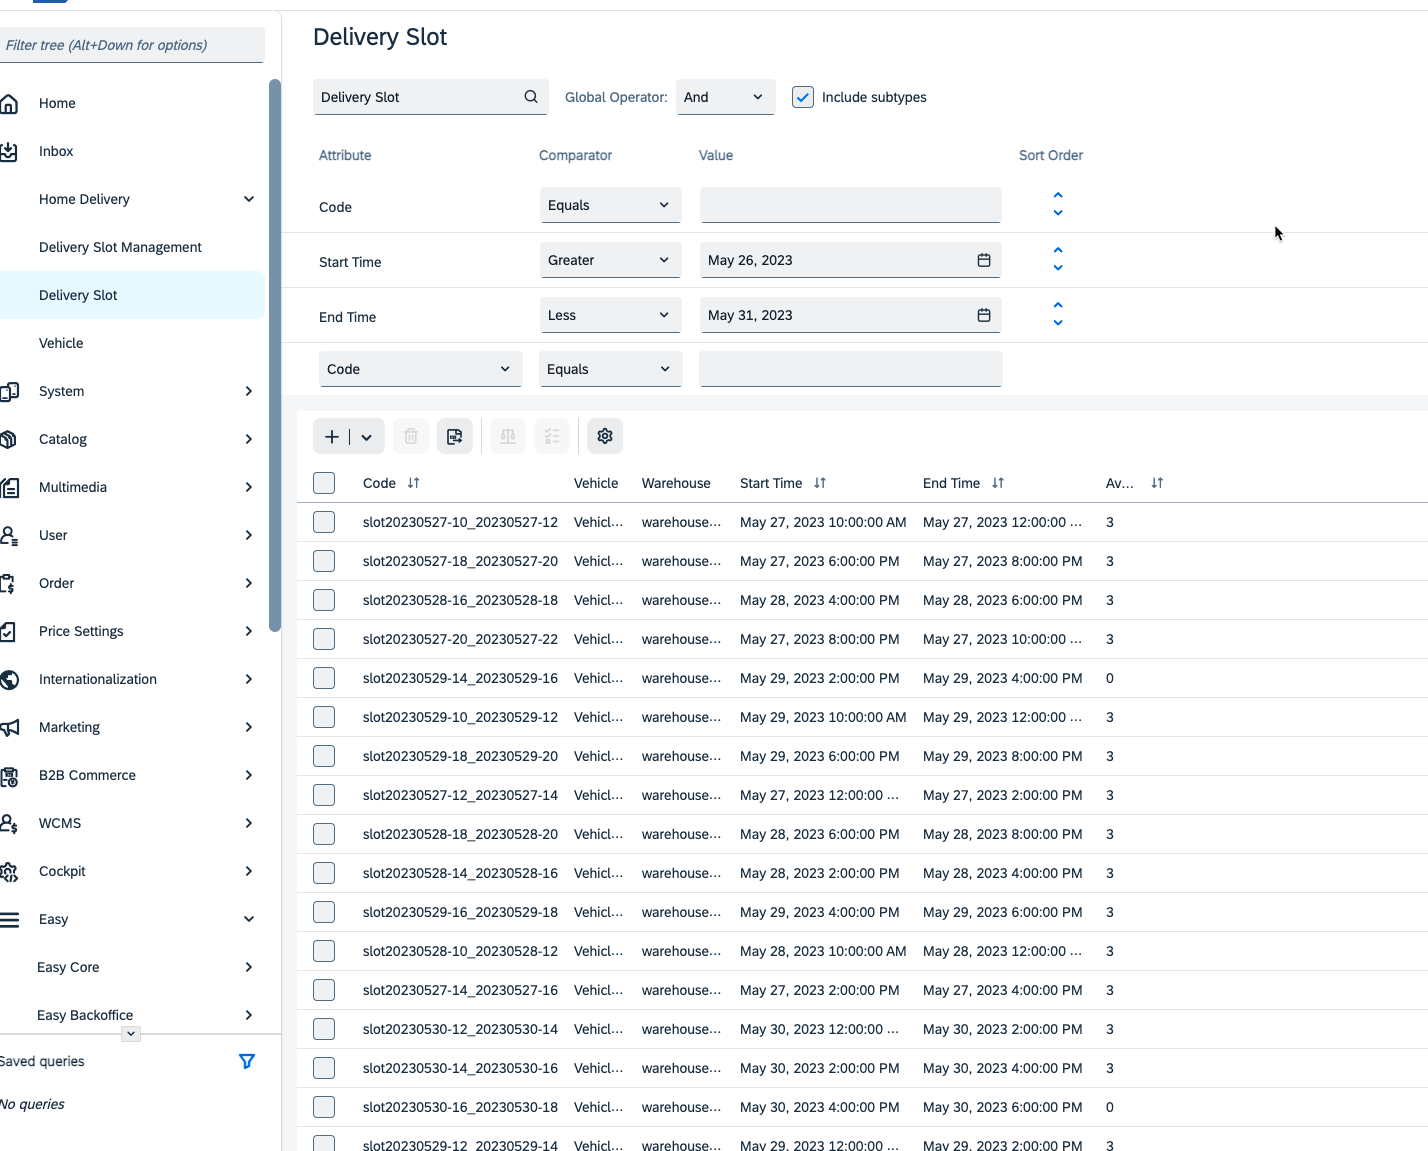 Delivery Slot
Filter tree (Alt+Down for options)
Delivery Slot Global Operator: And Include subtypes
Home
Inbox
Home Delivery
Delivery Slot Management
Delivery Slot
Vehicle
System
Catalog
Multimedia
User
Order
Price Settings
Internationalization
Marketing
B2B Commerce
WCMS
Cockpit
Easy
Easy Core
Easy Backoffice
Saved queries
No queries
Attribute Comparator Value Sort Order
Code Equals
Start Time Greater May 26, 2023
End Time Less May 31, 2023
Code Equals
Code Vehicle Warehouse Start Time End Time Av...
slot20230527-10_20230527-12 Vehicl... warehouse... May 27, 2023 10:00:00 AM May 27, 2023 12:00:00 ... 3
slot20230527-18_20230527-20 Vehicl... warehouse... May 27, 2023 6:00:00 PM May 27, 2023 8:00:00 PM 3
slot20230528-16_20230528-18 Vehicl... warehouse... May 28, 2023 4:00:00 PM May 28, 2023 6:00:00 PM 3
slot20230527-20_20230527-22 Vehicl... warehouse... May 27, 2023 8:00:00 PM May 27, 2023 10:00:00 ... 3
slot20230529-14_20230529-16 Vehicl... warehouse... May 29, 2023 2:00:00 PM May 29, 2023 4:00:00 PM 0
slot20230529-10_20230529-12 Vehicl... warehouse... May 29, 2023 10:00:00 AM May 29, 2023 12:00:00 ... 3
slot20230529-18_20230529-20 Vehicl... warehouse... May 29, 2023 6:00:00 PM May 29, 2023 8:00:00 PM 3
slot20230527-12_20230527-14 Vehicl... warehouse... May 27, 2023 12:00:00 ... May 27, 2023 2:00:00 PM 3
slot20230528-18_20230528-20 Vehicl... warehouse... May 28, 2023 6:00:00 PM May 28, 2023 8:00:00 PM 3
slot20230528-14_20230528-16 Vehicl... warehouse... May 28, 2023 2:00:00 PM May 28, 2023 4:00:00 PM 3
slot20230529-16_20230529-18 Vehicl... warehouse... May 29, 2023 4:00:00 PM May 29, 2023 6:00:00 PM 3
slot20230528-10_20230528-12 Vehicl... warehouse... May 28, 2023 10:00:00 AM May 28, 2023 12:00:00 ... 3
slot20230527-14_20230527-16 Vehicl... warehouse... May 27, 2023 2:00:00 PM May 27, 2023 4:00:00 PM 3
slot20230530-12_20230530-14 Vehicl... warehouse... May 30, 2023 12:00:00 ... May 30, 2023 2:00:00 PM 3
slot20230530-14_20230530-16 Vehicl... warehouse... May 30, 2023 2:00:00 PM May 30, 2023 4:00:00 PM 3
slot20230530-16_20230530-18 Vehicl... warehouse... May 30, 2023 4:00:00 PM May 30, 2023 6:00:00 PM 0
slot20230529-12_20230529-14 Vehicl... warehouse... May 29, 2023 12:00:00 ... May 29, 2023 2:00:00 PM 3